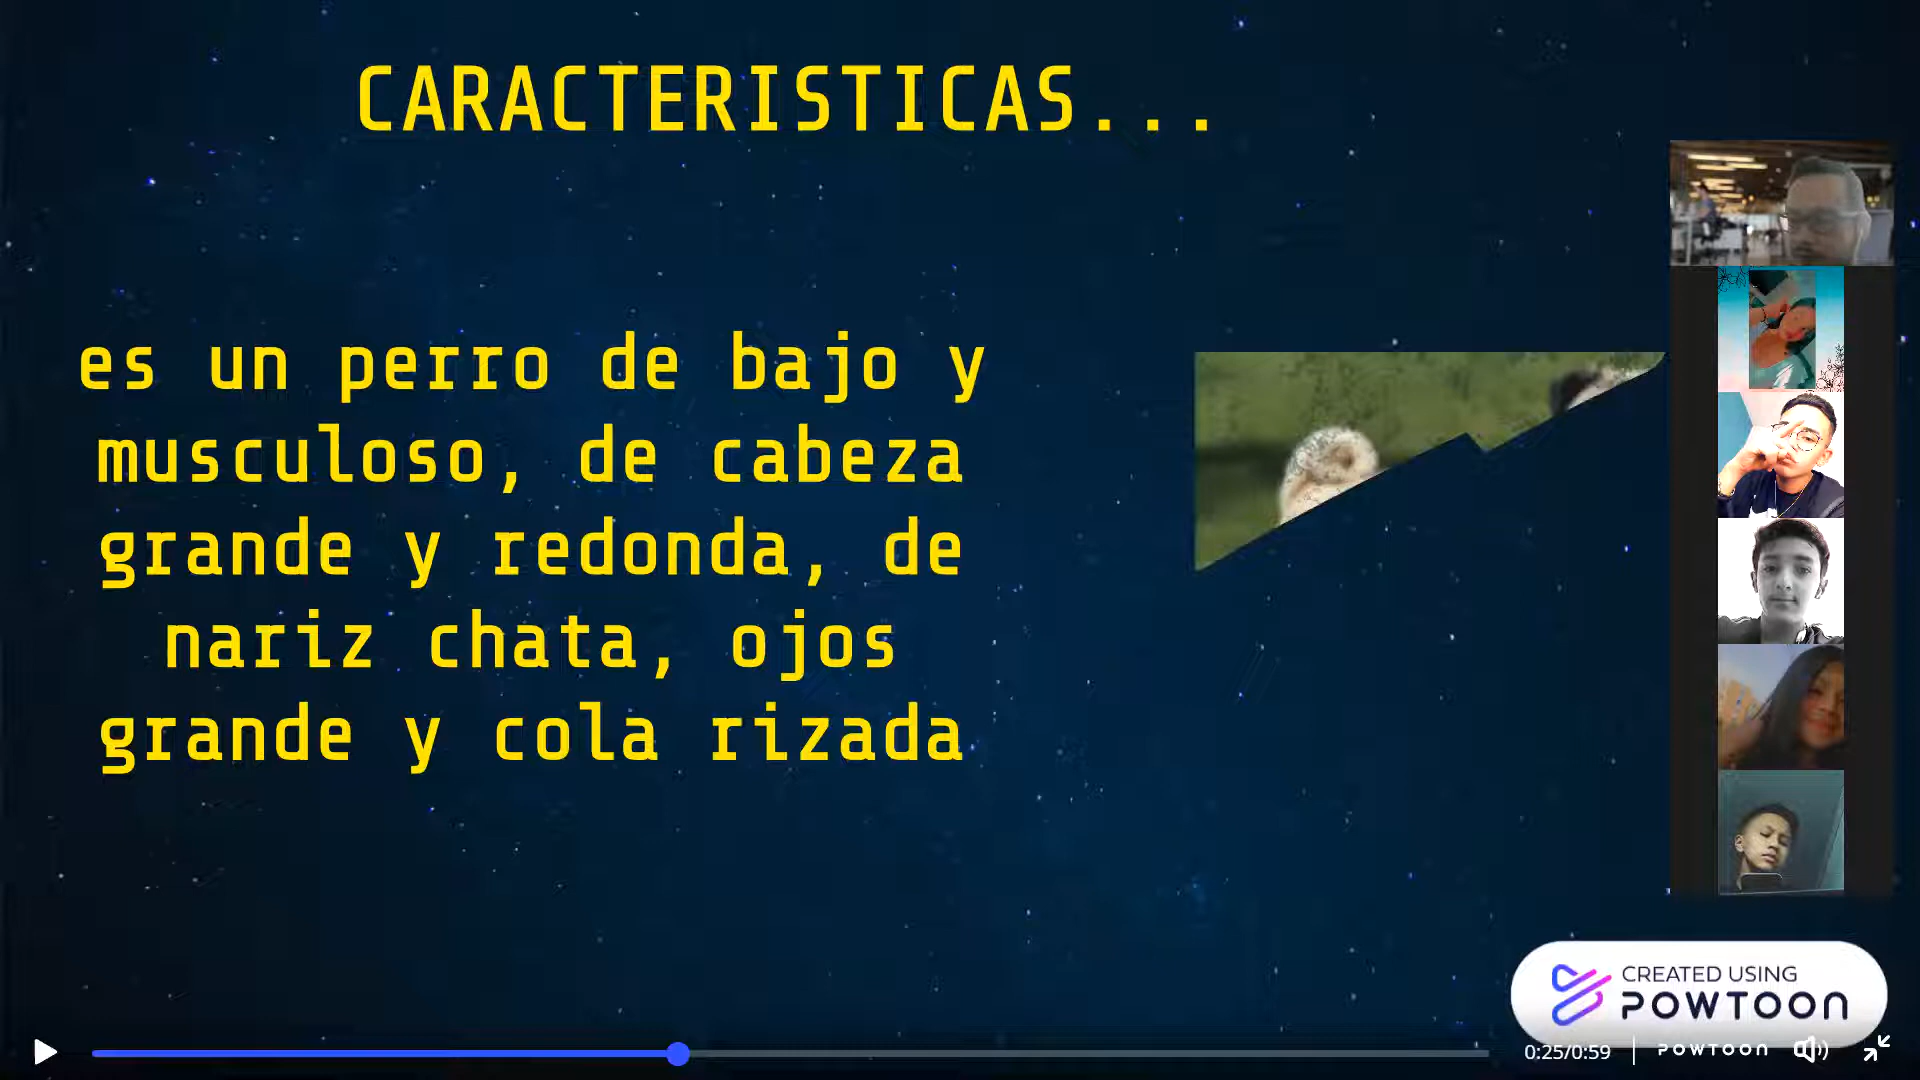 CARACTERISTICAS...
es un perro de bajo y
musculoso, de cabeza
grande y redonda, de
nariz chata, ojos
grande y cola rizada
CREATED USING
POWTOON
0:25/0:59
POWTOON